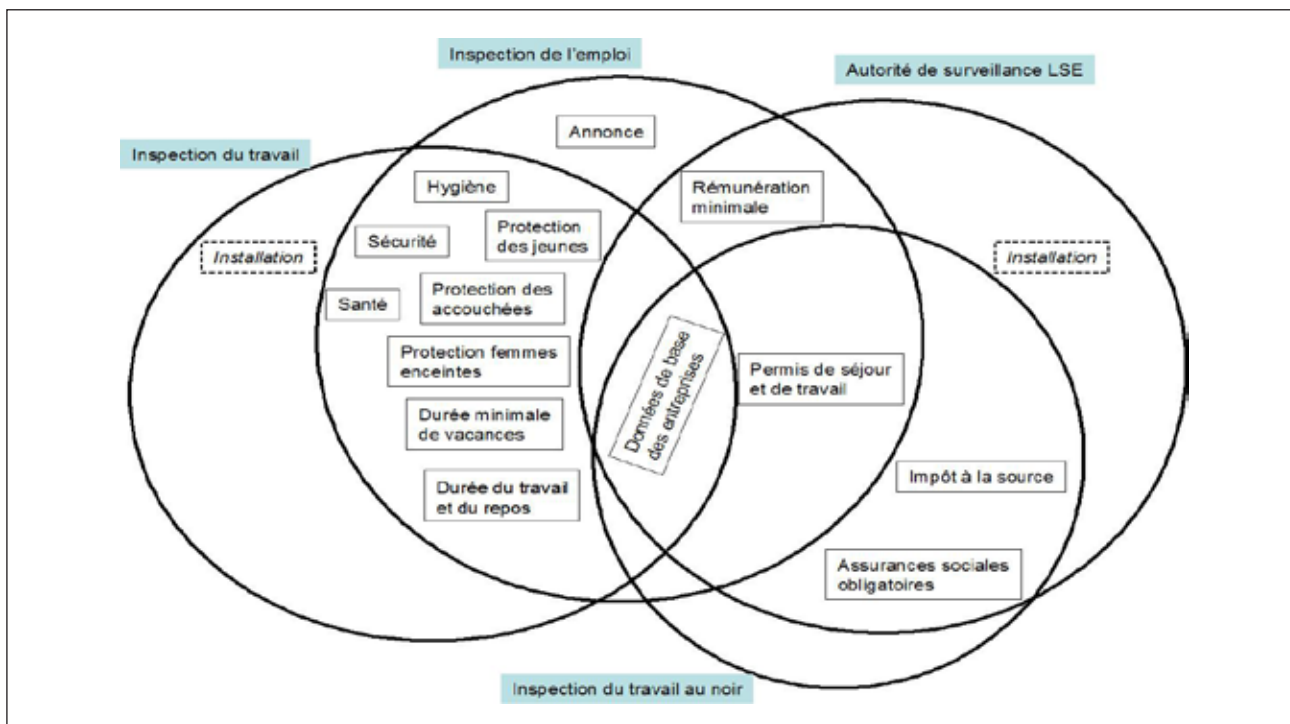 Inspection de l'emploi
Autorité de surveillance LSE
Inspection du travail
Annonce
Hygiène
Rémunération
minimale
Sécurité
Protection
des jeunes
Installation
Installation
Santé
Protection des
accouchées
Protection femmes
enceintes
Données de base
des entreprises
Permis de séjour
et de travail
Durée minimale
de vacances
Durée du travail
et du repos
Impôt à la source
Assurances sociales
obligatoires
Inspection du travail au noir